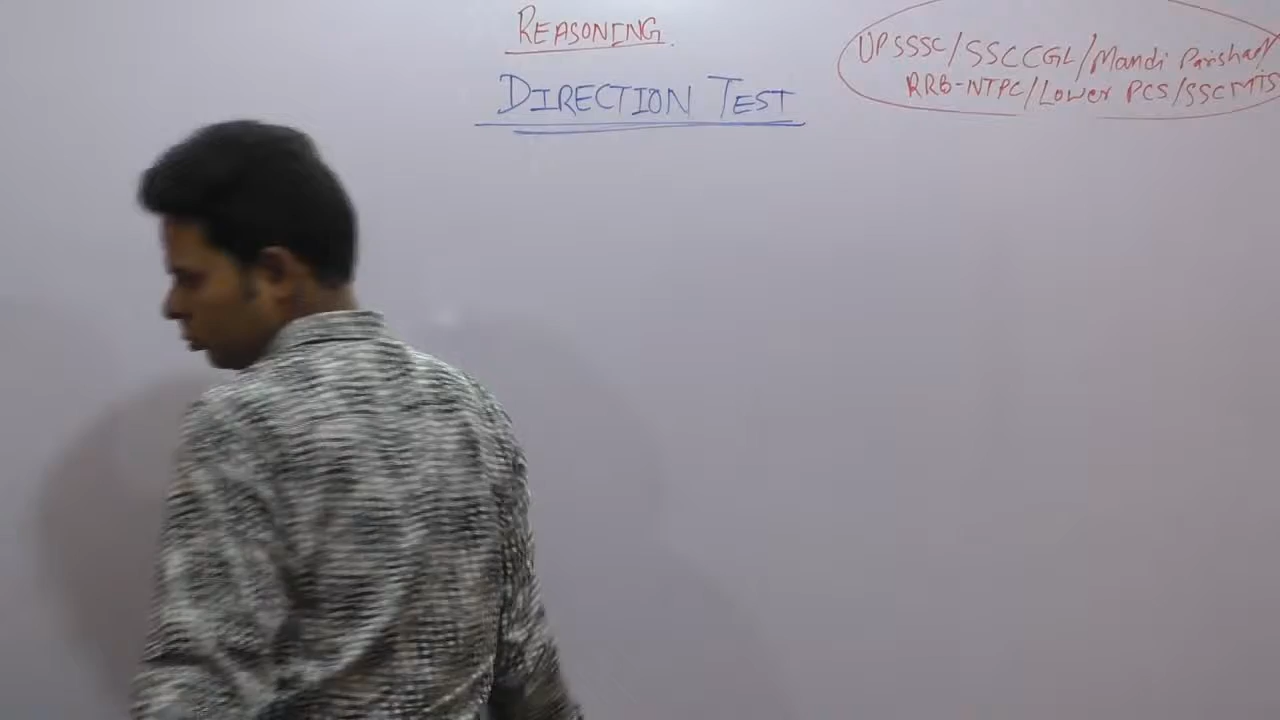 REASONING.
DIRECTION TEST
UPSSSC/SSCCGL/Mandi Parishad/
RRB-NTPC/Lower PCS/SSCMTS